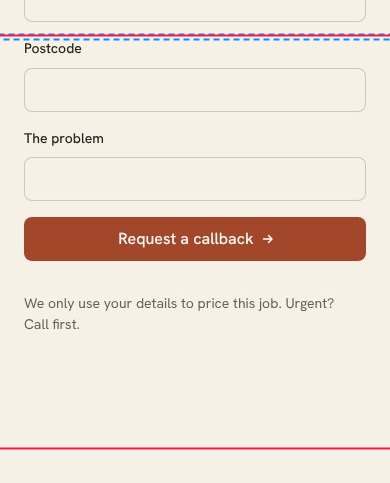 Postcode
The problem
Request a callback →
We only use your details to price this job. Urgent?
Call first.